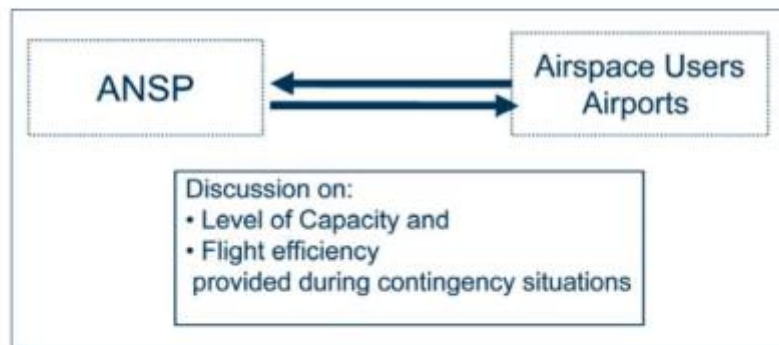 ANSP
Airspace Users
Airports
Discussion on:
• Level of Capacity and
• Flight efficiency
provided during contingency situations